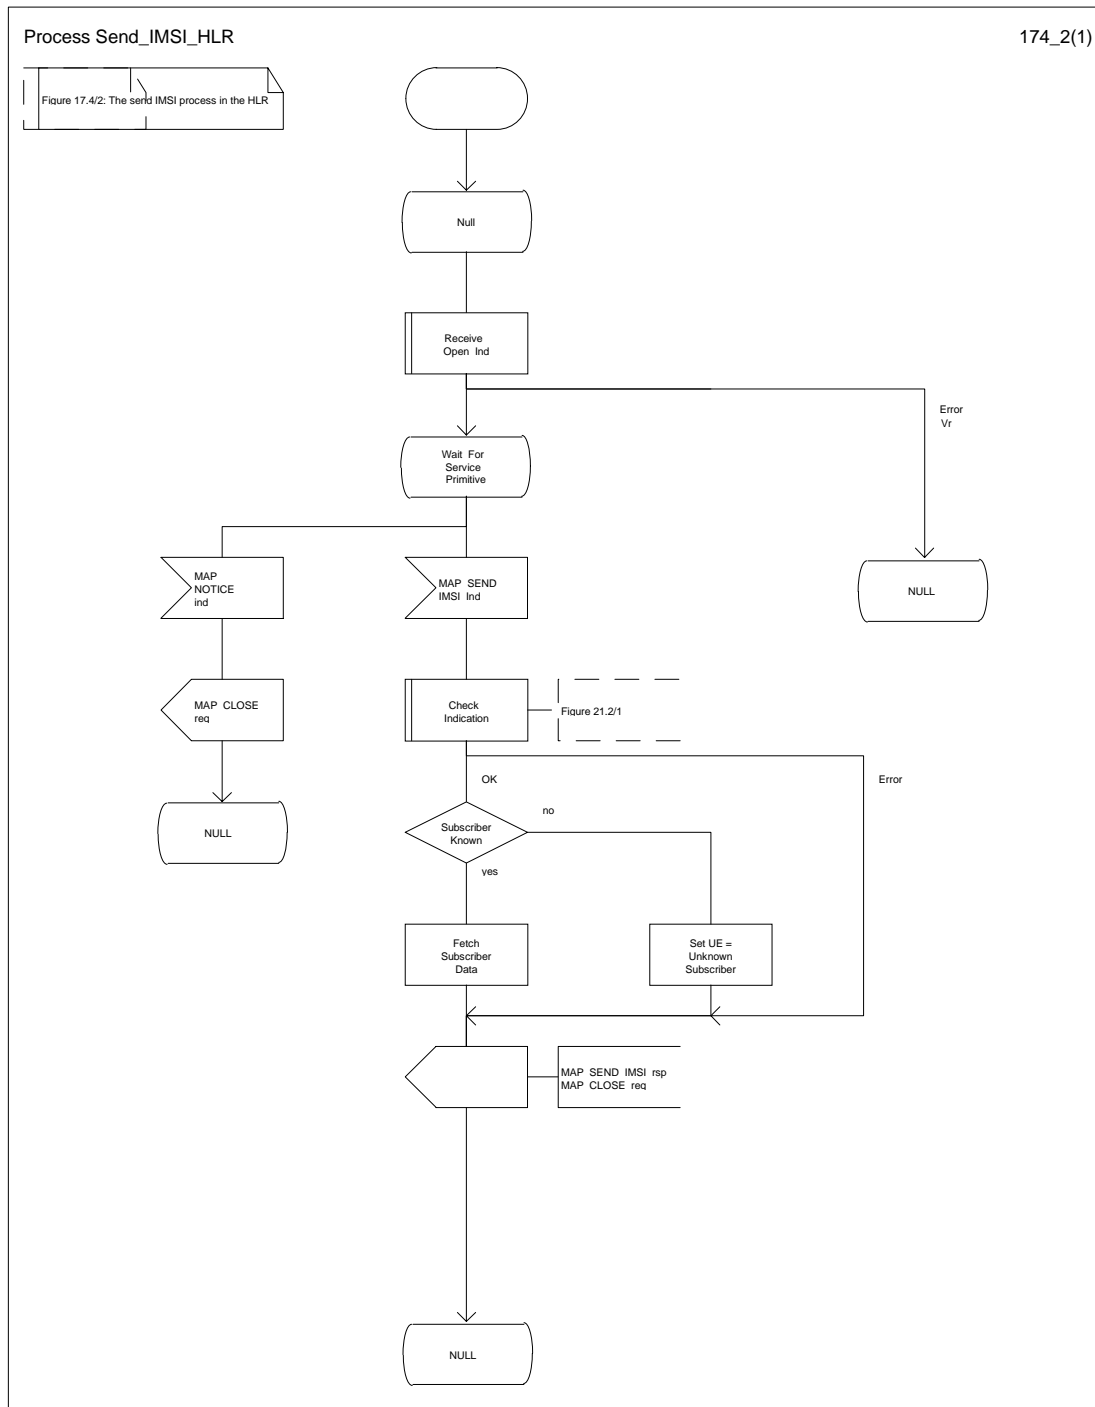 Process Send_IMSI_HLR
174_2(1)
Figure 17.4/2: The send IMSI process in the HLR
Null
Receive
Open Ind
Error
Vr
Wait For
Service
Primitive
MAP
NOTICE
ind
MAP SEND
IMSI Ind
NULL
MAP CLOSE
req
Check
Indication
Figure 21.2/1
OK
Error
no
Subscriber
Known
NULL
yes
Fetch
Subscriber
Data
Set UE =
Unknown
Subscriber
MAP SEND IMSI rsp
MAP CLOSE req
NULL